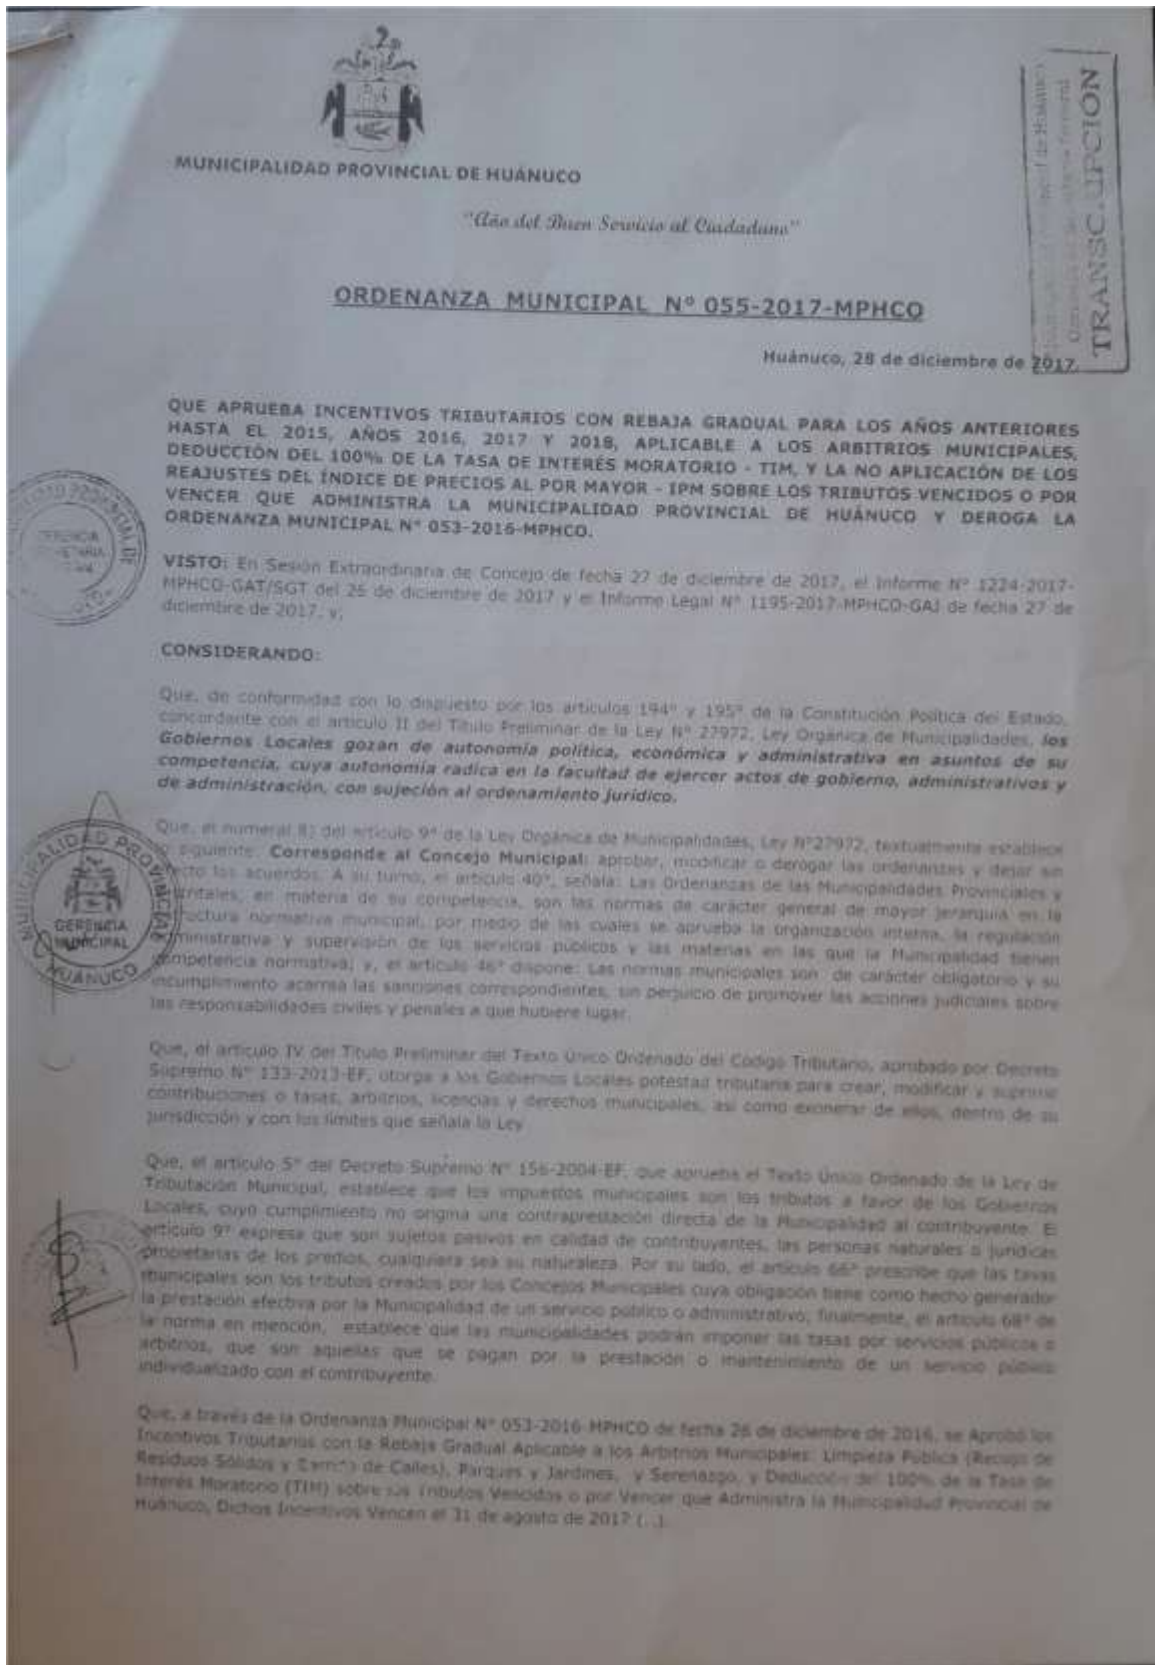 MUNICIPALIDAD PROVINCIAL DE HUÁNUCO
"Año del Buen Servicio al Ciudadano"
TRANSC.UPCION
ORDENANZA MUNICIPAL Nº 055-2017-MPHCO
Huánuco, 28 de diciembre de 2017.
QUE APRUEBA INCENTIVOS TRIBUTARIOS CON REBAJA GRADUAL PARA LOS AÑOS ANTERIORES
HASTA EL 2015, AÑOS 2016, 2017 Y 2018, APLICABLE A LOS ARBITRIOS MUNICIPALES,
DEDUCCIÓN DEL 100% DE LA TASA DE INTERÉS MORATORIO - TIM, Y LA NO APLICACIÓN DE LOS
REAJUSTES DEL ÍNDICE DE PRECIOS AL POR MAYOR - IPM SOBRE LOS TRIBUTOS VENCIDOS O POR
VENCER QUE ADMINISTRA LA MUNICIPALIDAD PROVINCIAL DE HUÁNUCO Y DEROGA LA
ORDENANZA MUNICIPAL N° 053-2016-MPHCO.
VISTO: En Sesión Extraordinaria de Concejo de fecha 27 de diciembre de 2017, el Informe N° 1224-2017-
MPHCO-GAT/SGT del 26 de diciembre de 2017 y el Informe Legal N° 1195-2017-MPHCO-GAJ de fecha 27 de
diciembre de 2017, y;
CONSIDERANDO:
Que, de conformidad con lo dispuesto por los artículos 194° y 195° de la Constitución Política del Estado,
concordante con el artículo II del Título Preliminar de la Ley N° 27972, Ley Orgánica de Municipalidades, los
Gobiernos Locales gozan de autonomía política, económica y administrativa en asuntos de su
competencia, cuya autonomía radica en la facultad de ejercer actos de gobierno, administrativos y
de administración, con sujeción al ordenamiento jurídico.
Que, el numeral 8) del artículo 9° de la Ley Orgánica de Municipalidades, Ley N°27972, textualmente establece
siguiente: Corresponde al Concejo Municipal: aprobar, modificar o derogar las ordenanzas y dejar sin
los acuerdos. A su turno, el artículo 40°, señala: Las Ordenanzas de las Municipalidades Provinciales y
en materia de su competencia, son las normas de carácter general de mayor jerarquía en la
normativa municipal, por medio de las cuales se aprueba la organización interna, la regulación
administrativa y supervisión de los servicios públicos y las materias en las que la Municipalidad tienen
competencia normativa; y, el artículo 46° dispone: Las normas municipales son de carácter obligatorio y su
incumplimiento acarrea las sanciones correspondientes, sin perjuicio de promover las acciones judiciales sobre
las responsabilidades civiles y penales a que hubiere lugar.
MUNICIPALIDAD PROVINCIAL
GERENCIA
MUNICIPAL
HUÁNUCO
Que, el artículo IV del Título Preliminar del Texto Único Ordenado del Código Tributario, aprobado por Decreto
Supremo N° 133-2013-EF, otorga a los Gobiernos Locales potestad tributaria para crear, modificar y suprimir
contribuciones o tasas, arbitrios, licencias y derechos municipales, así como exonerar de ellos, dentro de su
jurisdicción y con los límites que señala la Ley
Que, el artículo 5° del Decreto Supremo N° 156-2004-EF, que aprueba el Texto Único Ordenado de la Ley de
Tributación Municipal, establece que los impuestos municipales son los tributos a favor de los Gobiernos
Locales, cuyo cumplimiento no origina una contraprestación directa de la Municipalidad al contribuyente. El
artículo 9° expresa que son sujetos pasivos en calidad de contribuyentes, las personas naturales o jurídicas
propietarias de los predios, cualquiera sea su naturaleza. Por su lado, el artículo 66° prescribe que las tasas
municipales son los tributos creados por los Concejos Municipales cuya obligación tiene como hecho generador
la prestación efectiva por la Municipalidad de un servicio público o administrativo; finalmente, el artículo 68° de
la norma en mención, establece que las municipalidades podrán imponer las tasas por servicios públicos o
arbitrios, que son aquellas que se pagan por la prestación o mantenimiento de un servicio público
individualizado con el contribuyente.
Que, a través de la Ordenanza Municipal N° 053-2016-MPHCO de fecha 26 de diciembre de 2016, se Aprobó los
Incentivos Tributarios con la Rebaja Gradual Aplicable a los Arbitrios Municipales: Limpieza Pública (Recojo de
Residuos Sólidos y Barrido de Calles), Parques y Jardines, y Serenazgo, y Deducción del 100% de la Tasa de
Interés Moratorio (TIM) sobre sus Tributos Vencidos o por Vencer que Administra la Municipalidad Provincial de
Huánuco, Dichos Incentivos Vencen el 31 de agosto de 2017 (..).